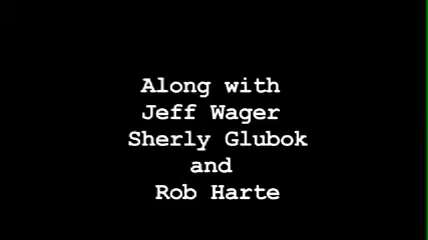 Along with
Jeff Wager
Sherly Glubok
and
Rob Harte